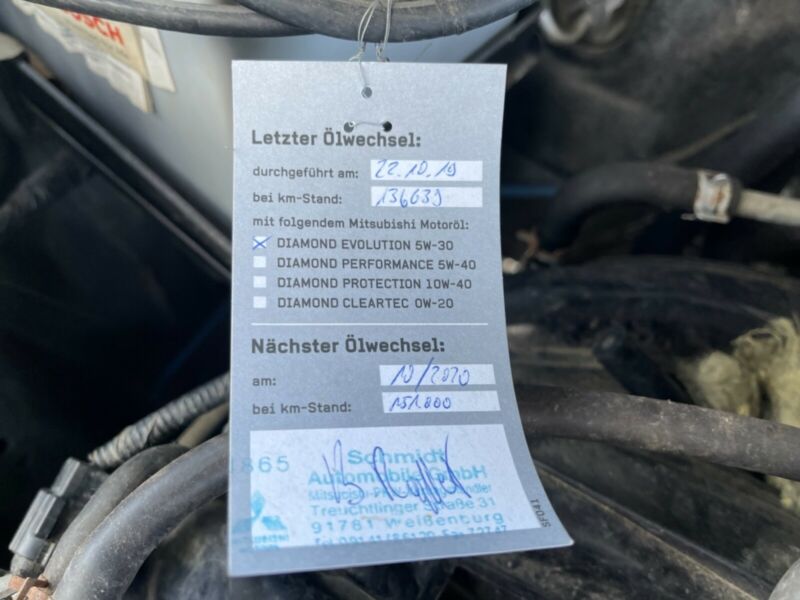 Letzter Ölwechsel:
durchgeführt am: 22.10.19
bei km-Stand: 136639
mit folgendem Mitsubishi Motoröl:
DIAMOND EVOLUTION 5W-30
DIAMOND PERFORMANCE 5W-40
DIAMOND PROTECTION 10W-40
DIAMOND CLEARTEC 0W-20
Nächster Ölwechsel:
am: 10/2020
bei km-Stand: 151.000
Schmidt
Automobile GmbH
Treuchtlinger Straße 31
91781 Weißenburg
SF041